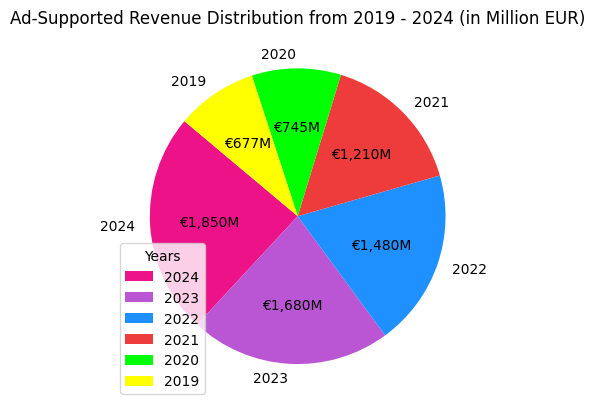 Ad-Supported Revenue Distribution from 2019 - 2024 (in Million EUR)
2020
2019
2021
€745M
€677M
€1,210M
2024
€1,850M
€1,480M
2022
€1,680M
2023
Years
2024
2023
2022
2021
2020
2019